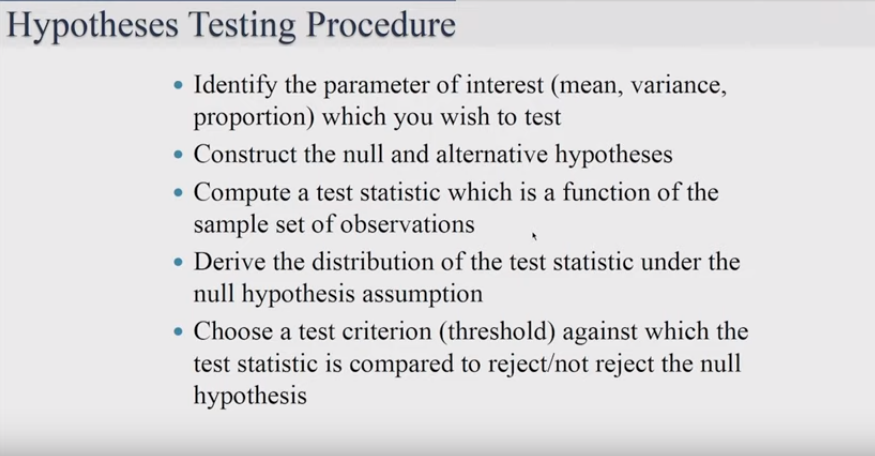 Hypotheses Testing Procedure
• Identify the parameter of interest (mean, variance,
proportion) which you wish to test
• Construct the null and alternative hypotheses
• Compute a test statistic which is a function of the
sample set of observations
• Derive the distribution of the test statistic under the
null hypothesis assumption
• Choose a test criterion (threshold) against which the
test statistic is compared to reject/not reject the null
hypothesis